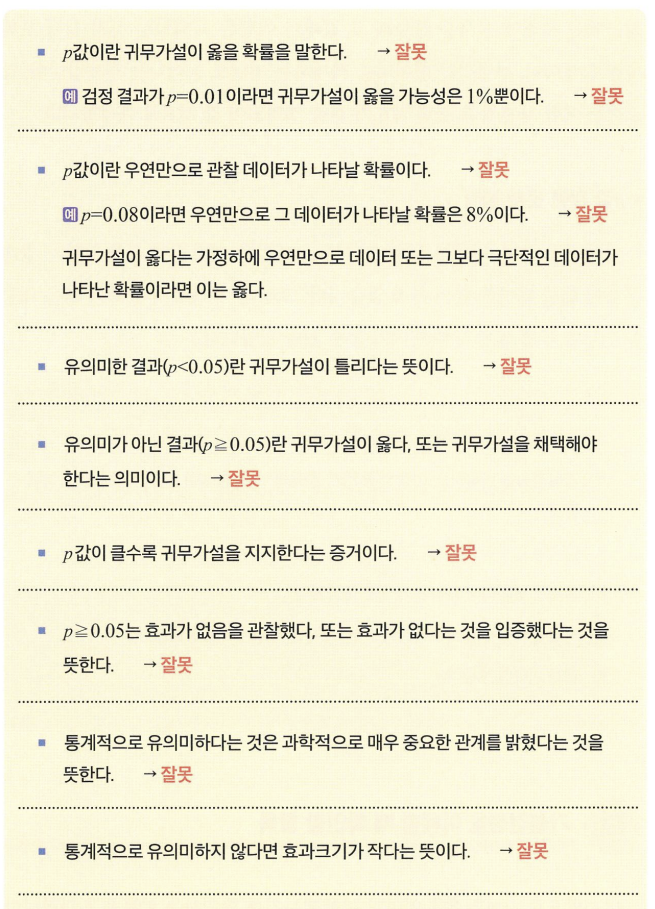 ▪ p값이란 귀무가설이 옳을 확률을 말한다. → 잘못
예 검정 결과가 p=0.01이라면 귀무가설이 옳을 가능성은 1%뿐이다. → 잘못
▪ p값이란 우연만으로 관찰 데이터가 나타날 확률이다. → 잘못
예 p=0.08이라면 우연만으로 그 데이터가 나타날 확률은 8%이다. → 잘못
귀무가설이 옳다는 가정하에 우연만으로 데이터 또는 그보다 극단적인 데이터가
나타난 확률이라면 이는 옳다.
▪ 유의미한 결과(p<0.05)란 귀무가설이 틀리다는 뜻이다. → 잘못
▪ 유의미가 아닌 결과(p≧0.05)란 귀무가설이 옳다, 또는 귀무가설을 채택해야
한다는 의미이다. → 잘못
▪ p값이 클수록 귀무가설을 지지한다는 증거이다. → 잘못
▪ p≧0.05는 효과가 없음을 관찰했다, 또는 효과가 없다는 것을 입증했다는 것을
뜻한다. → 잘못
▪ 통계적으로 유의미하다는 것은 과학적으로 매우 중요한 관계를 밝혔다는 것을
뜻한다. → 잘못
▪ 통계적으로 유의미하지 않다면 효과크기가 작다는 뜻이다. → 잘못